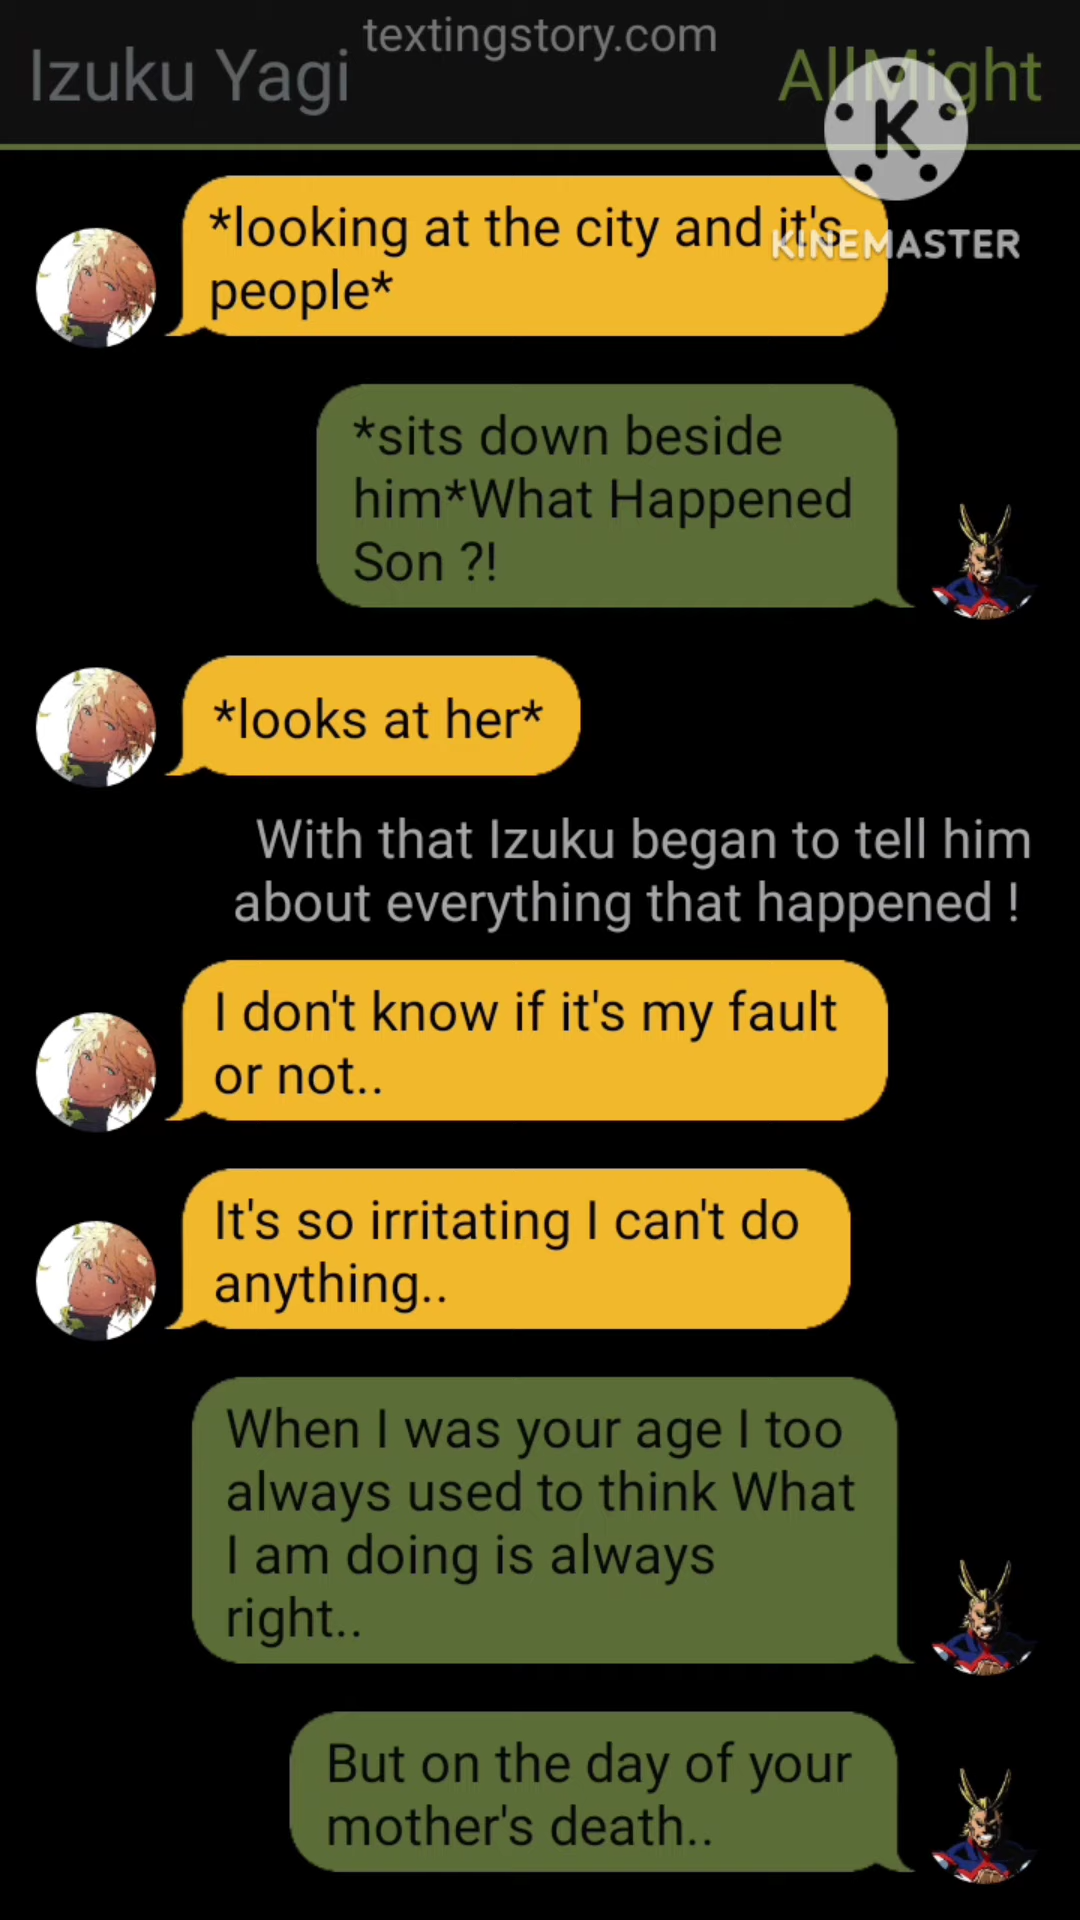 textingstory.com
Izuku Yagi
AllMight
K
KINEMASTER
*looking at the city and it's
people*
*sits down beside
him*What Happened
Son ?!
*looks at her*
With that Izuku began to tell him
about everything that happened !
I don't know if it's my fault
or not..
It's so irritating I can't do
anything..
When I was your age I too
always used to think What
I am doing is always
right..
But on the day of your
mother's death..